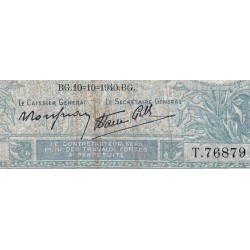 BG.10=10=1940.BG.
LE CAISSIER GÉNÉRAL LE SECRÉTAIRE GÉNÉRAL
LE CONTREFACTEUR SERA
PUNI DES TRAVAUX FORCÉS
À PERPÉTUITÉ
T.76879